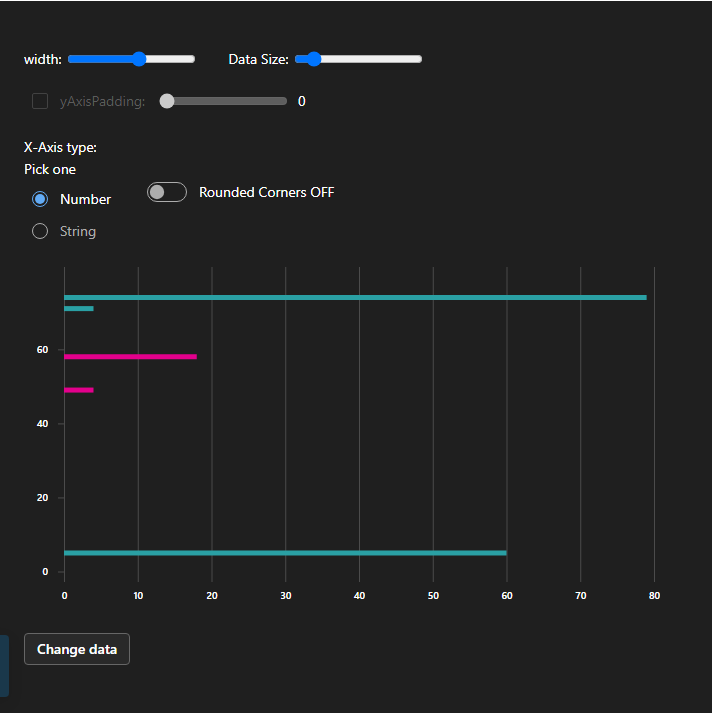 width: Data Size:
yAxisPadding: 0
X-Axis type:
Pick one
Number Rounded Corners OFF
String
60
40
20
0
0 10 20 30 40 50 60 70 80
Change data